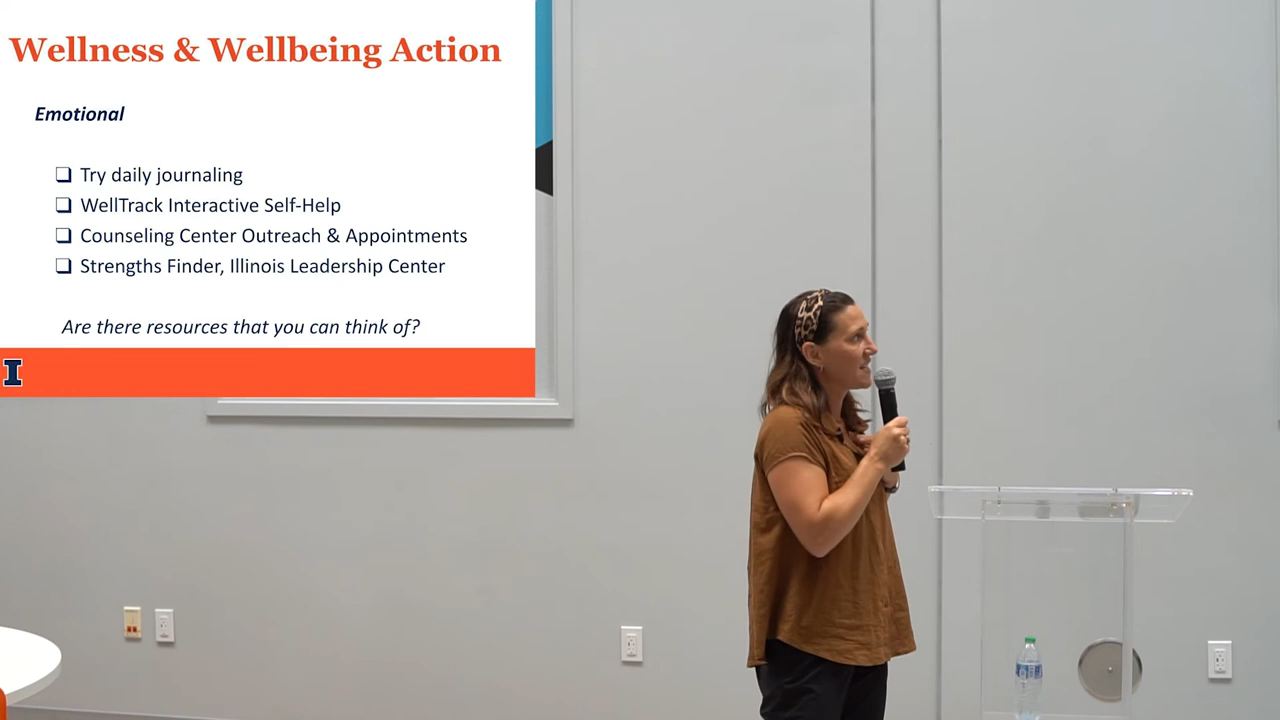 Wellness & Wellbeing Action
Emotional
❑ Try daily journaling
❑ WellTrack Interactive Self-Help
❑ Counseling Center Outreach & Appointments
❑ Strengths Finder, Illinois Leadership Center
Are there resources that you can think of?
I